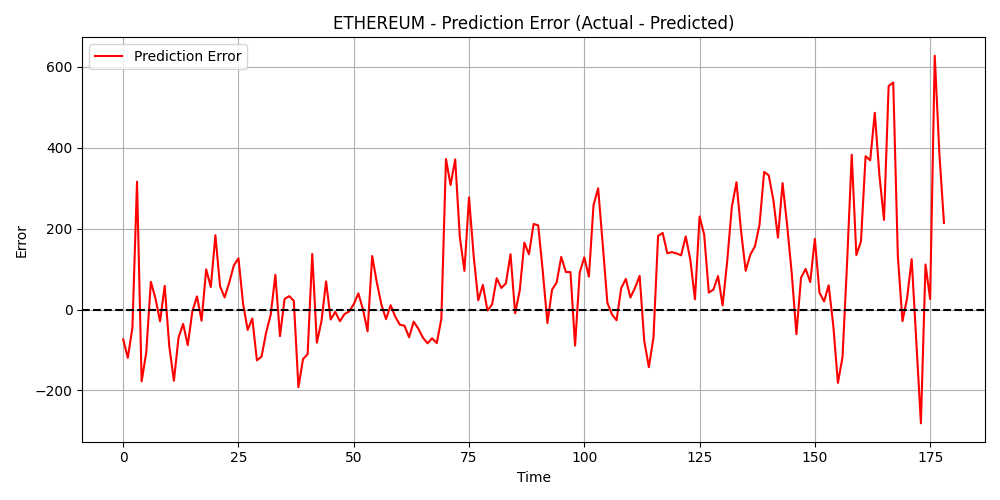 ETHEREUM - Prediction Error (Actual - Predicted)
Prediction Error
600
400
200
0
−200
Error
0 25 50 75 100 125 150 175
Time